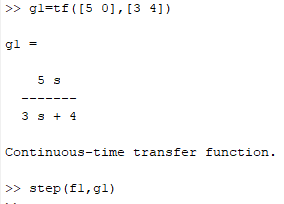 >> g1=tf([5 0],[3 4])
g1 =
5 s
-------
3 s + 4
Continuous-time transfer function.
>> step(f1,g1)